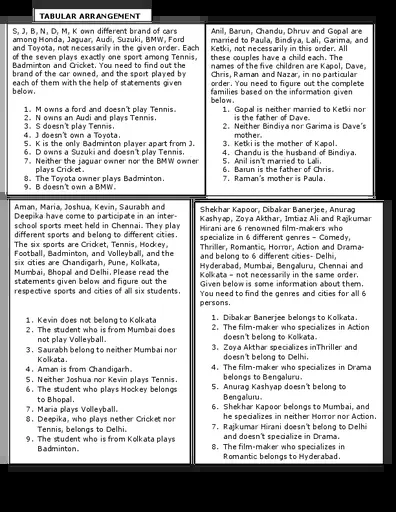 TABULAR ARRANGEMENT
S, J, B, N, D, M, K own different brand of cars
among Honda, Jaguar, Audi, Suzuki, BMW, Ford
and Toyota, not necessarily in the given order. Each
of the seven plays exactly one sport among Tennis,
Badminton and Cricket. You need to find out the
brand of the car owned, and the sport played by
each of them with the help of statements given
below.
1. M owns a ford and doesn't play Tennis.
2. N owns an Audi and plays Tennis.
3. S doesn't play Tennis.
4. J doesn't own a Toyota.
5. K is the only Badminton player apart from J.
6. D owns a Suzuki and doesn't play Tennis.
7. Neither the jaguar owner nor the BMW owner
plays Cricket.
8. The Toyota owner plays Badminton.
9. B doesn't own a BMW.
Anil, Barun, Chandu, Dhruv and Gopal are
married to Paula, Bindiya, Lali, Garima, and
Ketki, not necessarily in this order. All
these couples have a child each. The
names of the five children are Kapol, Dave,
Chris, Raman and Nazar, in no particular
order. You need to figure out the complete
families based on the information given
below.
1. Gopal is neither married to Ketki nor
is the father of Dave.
2. Neither Bindiya nor Garima is Dave's
mother.
3. Ketki is the mother of Kapol.
4. Chandu is the husband of Bindiya.
5. Anil isn't married to Lali.
6. Barun is the father of Chris.
7. Raman's mother is Paula.
Aman, Maria, Joshua, Kevin, Saurabh and
Deepika have come to participate in an inter-
school sports meet held in Chennai. They play
different sports and belong to different cities.
The six sports are Cricket, Tennis, Hockey,
Football, Badminton, and Volleyball, and the
six cities are Chandigarh, Pune, Kolkata,
Mumbai, Bhopal and Delhi. Please read the
statements given below and figure out the
respective sports and cities of all six students.
1. Kevin does not belong to Kolkata
2. The student who is from Mumbai does
not play Volleyball.
3. Saurabh belong to neither Mumbai nor
Kolkata.
4. Aman is from Chandigarh.
5. Neither Joshua nor Kevin plays Tennis.
6. The student who plays Hockey belongs
to Bhopal.
7. Maria plays Volleyball.
8. Deepika, who plays nether Cricket nor
Tennis, belongs to Delhi.
9. The student who is from Kolkata plays
Badminton.
Shekhar Kapoor, Dibakar Banerjee, Anurag
Kashyap, Zoya Akthar, Imtiaz Ali and Rajkumar
Hirani are 6 renowned film-makers who
specialize in 6 different genres – Comedy,
Thriller, Romantic, Horror, Action and Drama-
and belong to 6 different cities- Delhi,
Hyderabad, Mumbai, Bengaluru, Chennai and
Kolkata – not necessarily in the same order.
Given below is some information about them.
You need to find the genres and cities for all 6
persons.
1. Dibakar Banerjee belongs to Kolkata.
2. The film-maker who specializes in Action
doesn't belong to Kolkata.
3. Zoya Akthar specializes inThriller and
doesn't belong to Delhi.
4. The film-maker who specializes in Drama
belongs to Bengaluru.
5. Anurag Kashyap doesn't belong to
Bengaluru.
6. Shekhar Kapoor belongs to Mumbai, and
he specializes in neither Horror nor Action.
7. Rajkumar Hirani doesn't belong to Delhi
and doesn't specialize in Drama.
8. The film-maker who specializes in
Romantic belongs to Hyderabad.